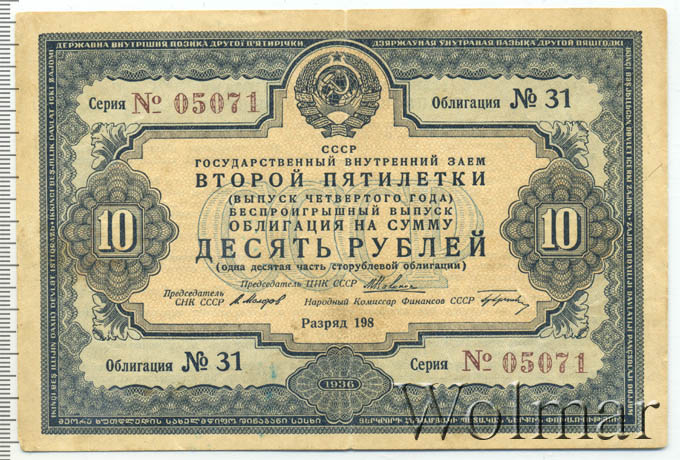 ДЕРЖАВНА ВНУТРІШНЯ ПОЗИКА ДРУГОЇ П'ЯТИРІЧКИ
ДЗЯРЖАУНАЯ УНУТРАНАЯ ПАЗЫКА ДРУГОЙ ПЯЦІГОДКІ
Серия № 05071
Облигация № 31
СССР
ГОСУДАРСТВЕННЫЙ ВНУТРЕННИЙ ЗАЕМ
ВТОРОЙ ПЯТИЛЕТКИ
(ВЫПУСК ЧЕТВЕРТОГО ГОДА)
БЕСПРОИГРЫШНЫЙ ВЫПУСК
ОБЛИГАЦИЯ НА СУММУ
10 ДЕСЯТЬ РУБЛЕЙ 10
(одна десятая часть сторублевой облигации)
Председатель ЦИК СССР
Председатель СНК СССР
Народный Комиссар Финансов СССР
Разряд 198
Облигация № 31
Серия № 05071
1936
Wolmar